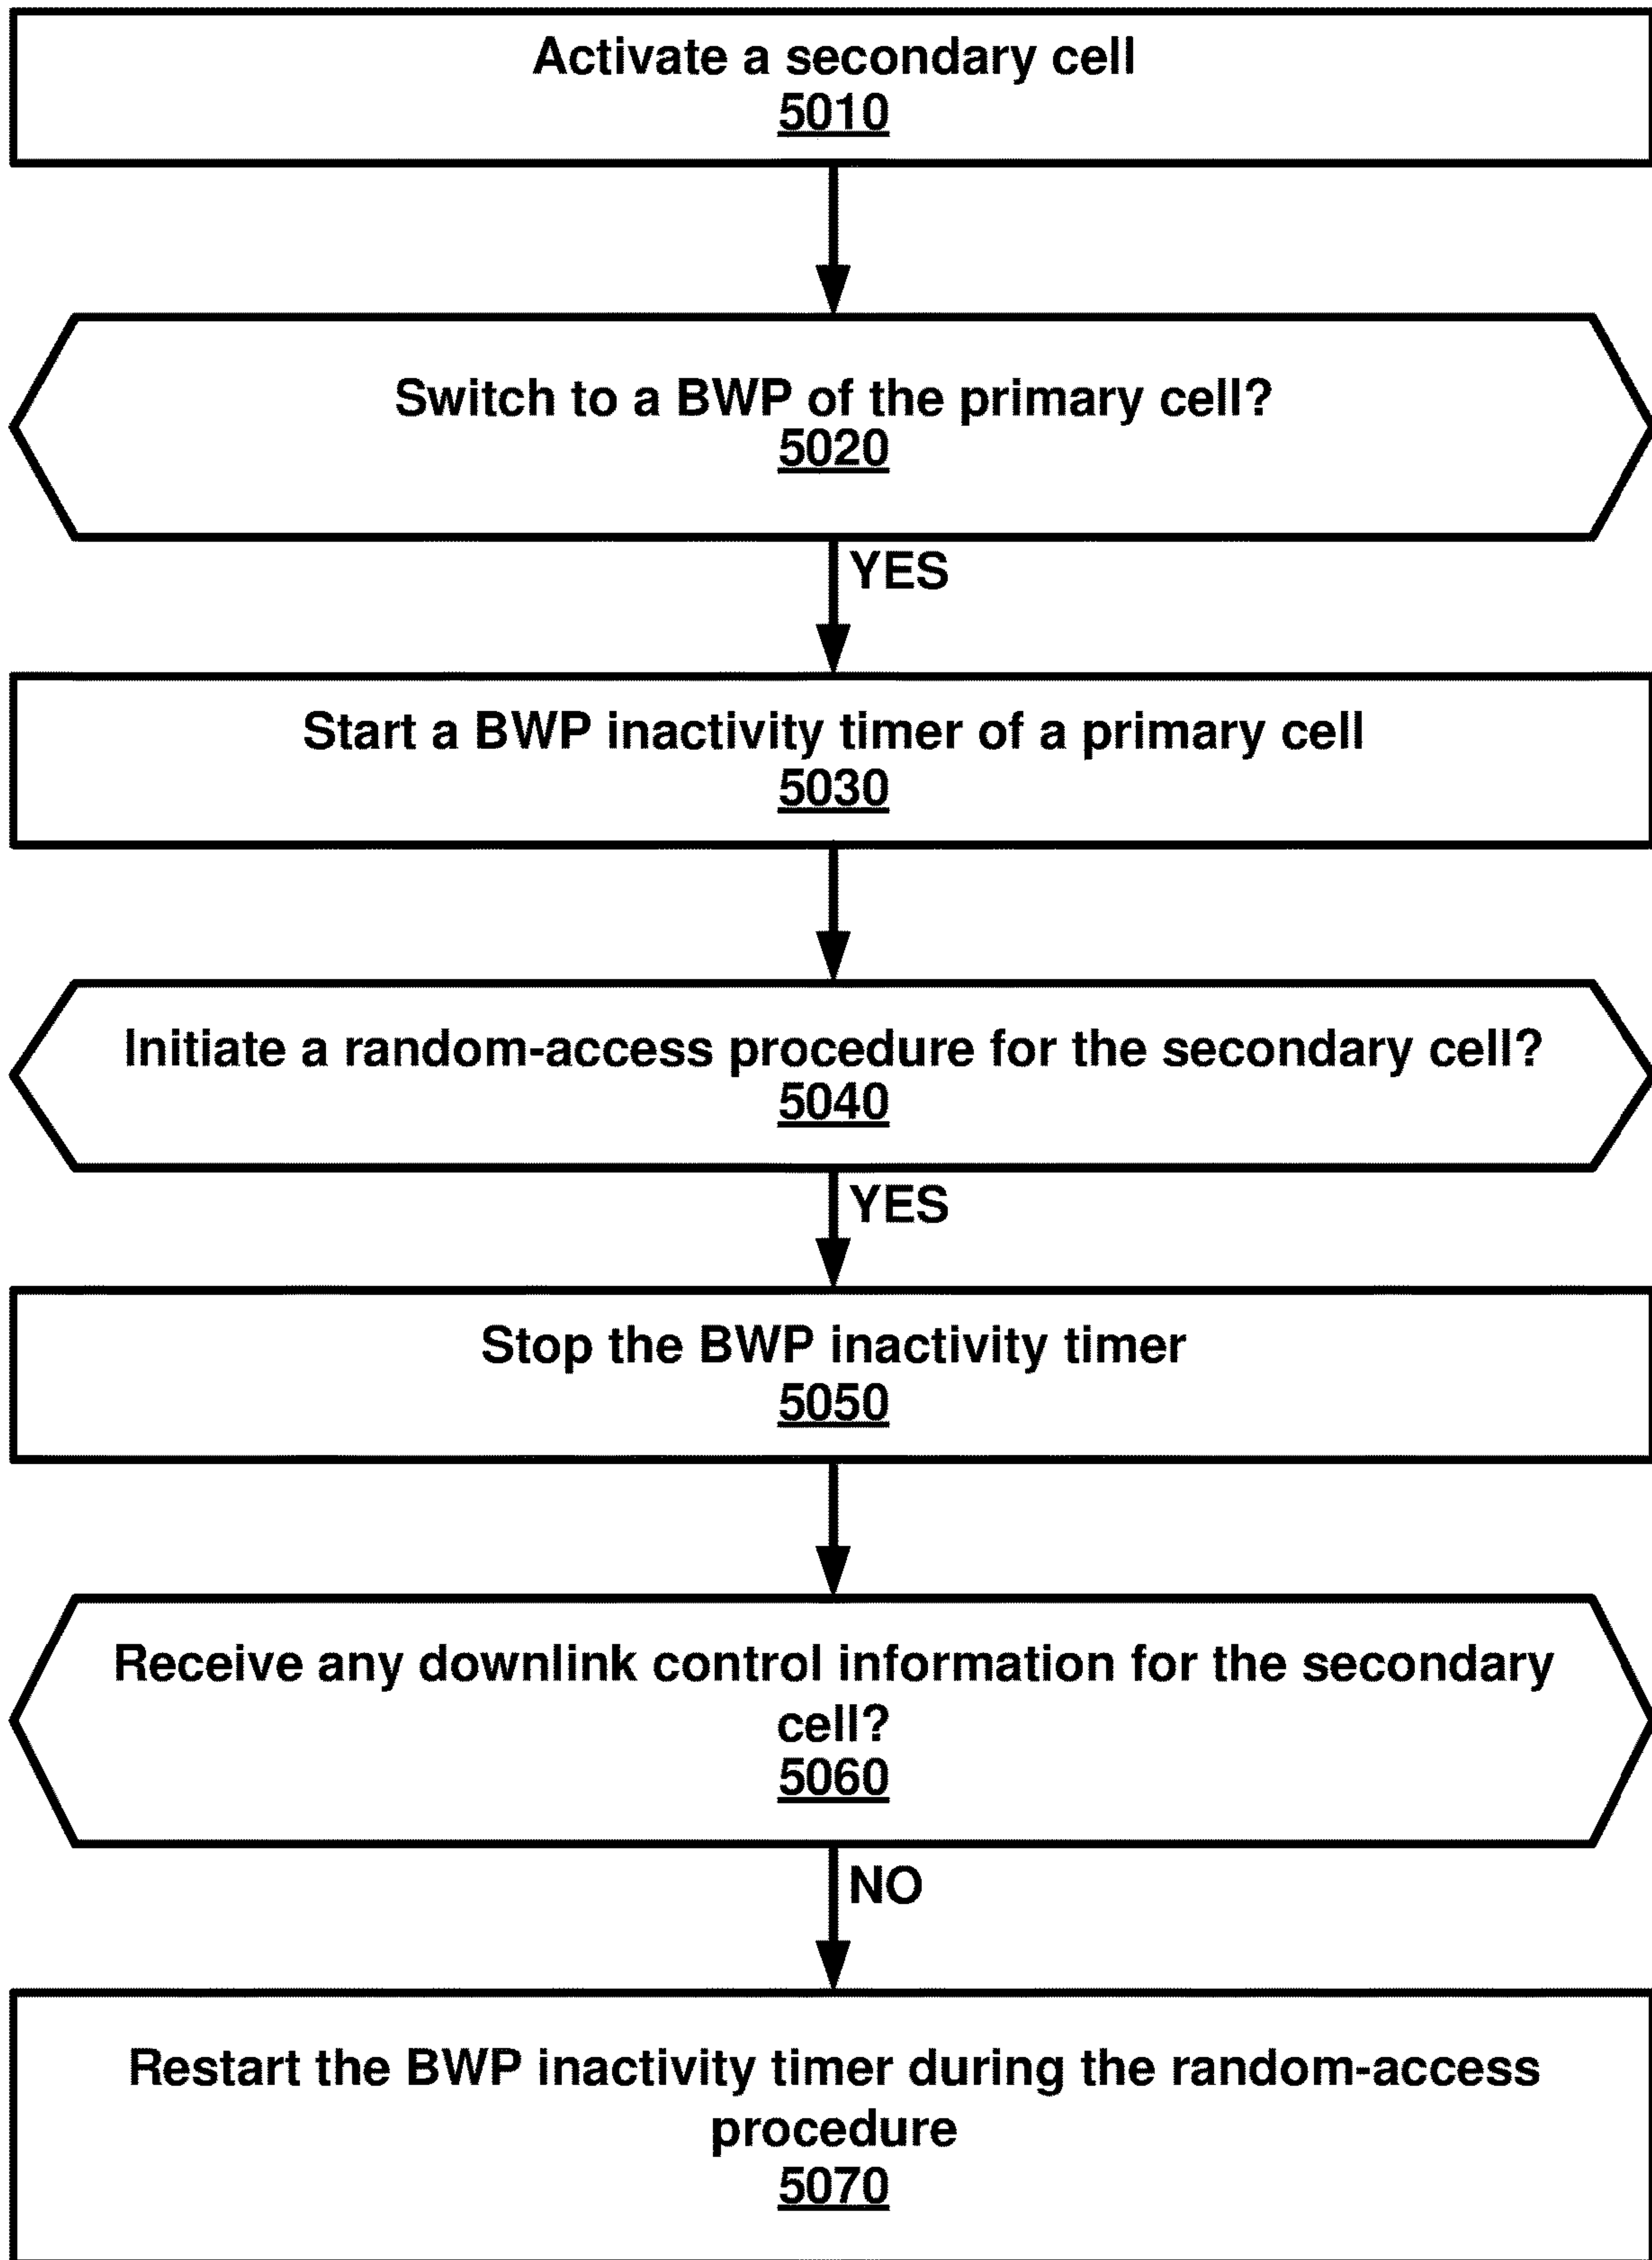 Activate a secondary cell
5010
Switch to a BWP of the primary cell?
5020
YES
Start a BWP inactivity timer of a primary cell
5030
Initiate a random-access procedure for the secondary cell?
5040
YES
Stop the BWP inactivity timer
5050
Receive any downlink control information for the secondary
cell?
5060
NO
Restart the BWP inactivity timer during the random-access
procedure
5070